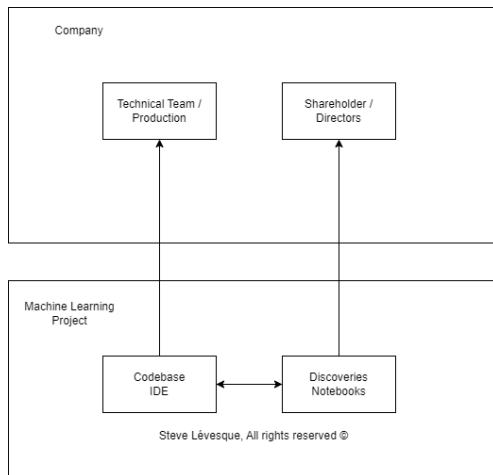 Company
Technical Team /
Production
Shareholder /
Directors
Machine Learning
Project
Codebase
IDE
Discoveries
Notebooks
Steve Lévesque, All rights reserved ©